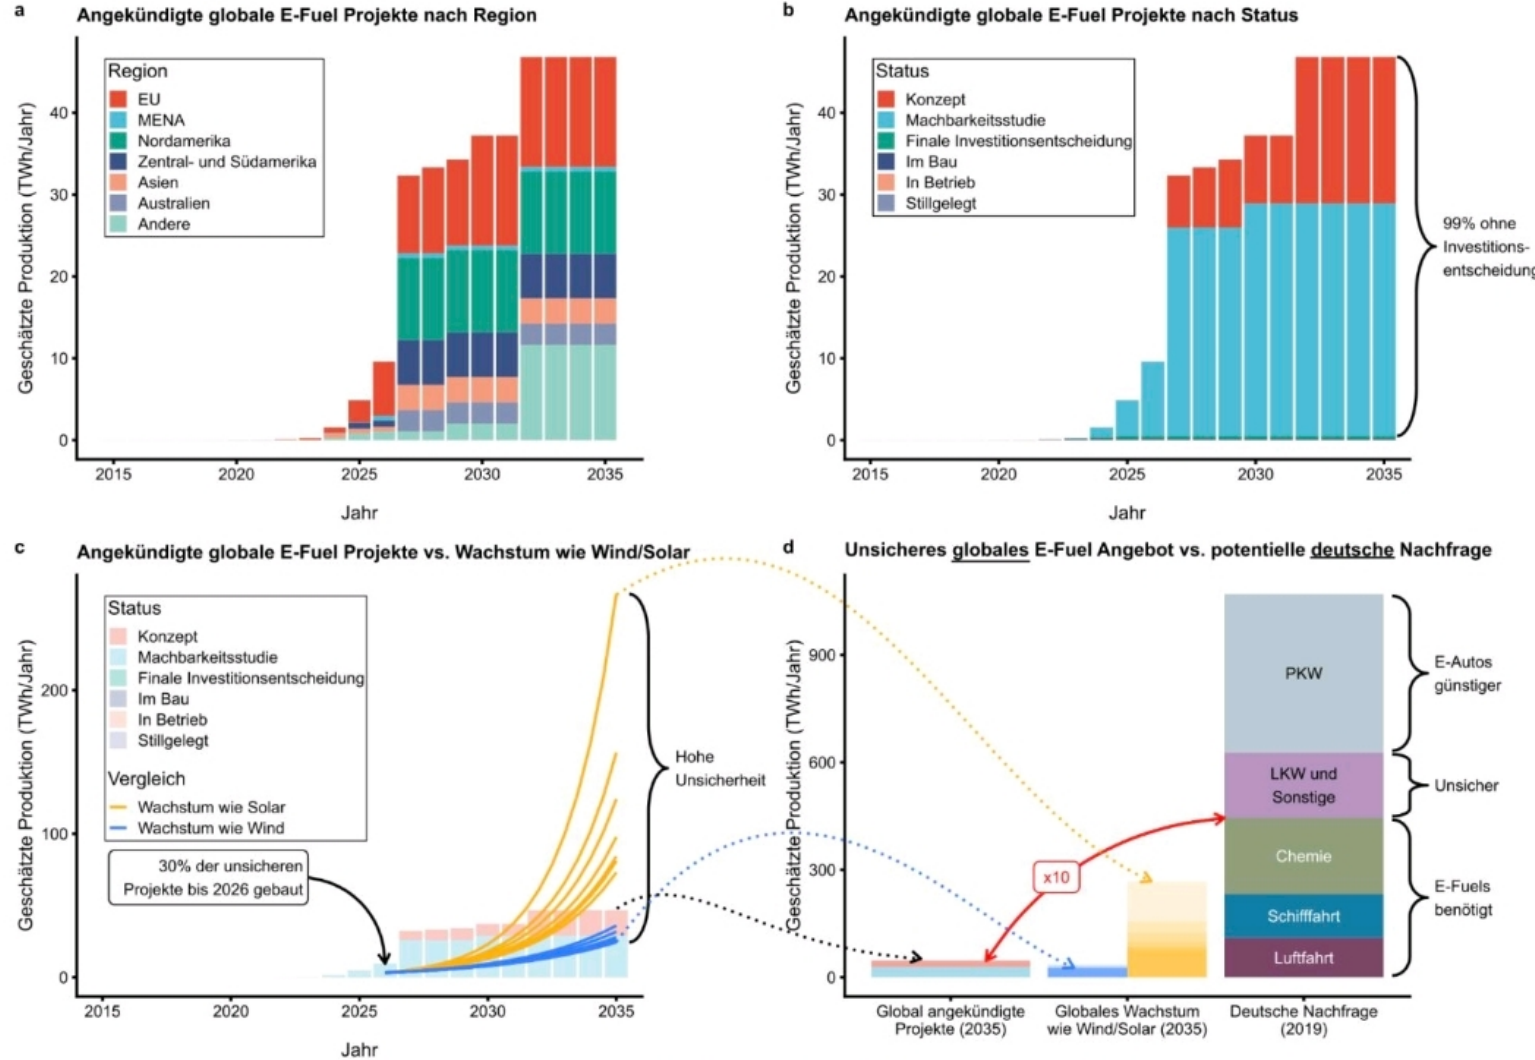 a
Angekündigte globale E-Fuel Projekte nach Region
Geschätzte Produktion (TWh/Jahr)
40
30
20
10
0
Region
EU
MENA
Nordamerika
Zentral- und Südamerika
Asien
Australien
Andere
2015
2020
2025
2030
2035
Jahr
b
Angekündigte globale E-Fuel Projekte nach Status
Geschätzte Produktion (TWh/Jahr)
40
30
20
10
0
Status
Konzept
Machbarkeitsstudie
Finale Investitionsentscheidung
Im Bau
In Betrieb
Stillgelegt
99% ohne
Investitions-
entscheidung
2015
2020
2025
2030
2035
Jahr
c
Angekündigte globale E-Fuel Projekte vs. Wachstum wie Wind/Solar
Geschätzte Produktion (TWh/Jahr)
200
100
0
Status
Konzept
Machbarkeitsstudie
Finale Investitionsentscheidung
Im Bau
In Betrieb
Stillgelegt
Vergleich
Wachstum wie Solar
Wachstum wie Wind
30% der unsicheren
Projekte bis 2026 gebaut
Hohe
Unsicherheit
2015
2020
2025
2030
2035
Jahr
d
Unsicheres globales E-Fuel Angebot vs. potentielle deutsche Nachfrage
Geschätzte Produktion (TWh/Jahr)
900
600
300
0
x10
PKW
LKW und
Sonstige
Chemie
Schifffahrt
Luftfahrt
E-Autos
günstiger
Unsicher
E-Fuels
benötigt
Global angekündigte
Projekte (2035)
Globales Wachstum
wie Wind/Solar (2035)
Deutsche Nachfrage
(2019)